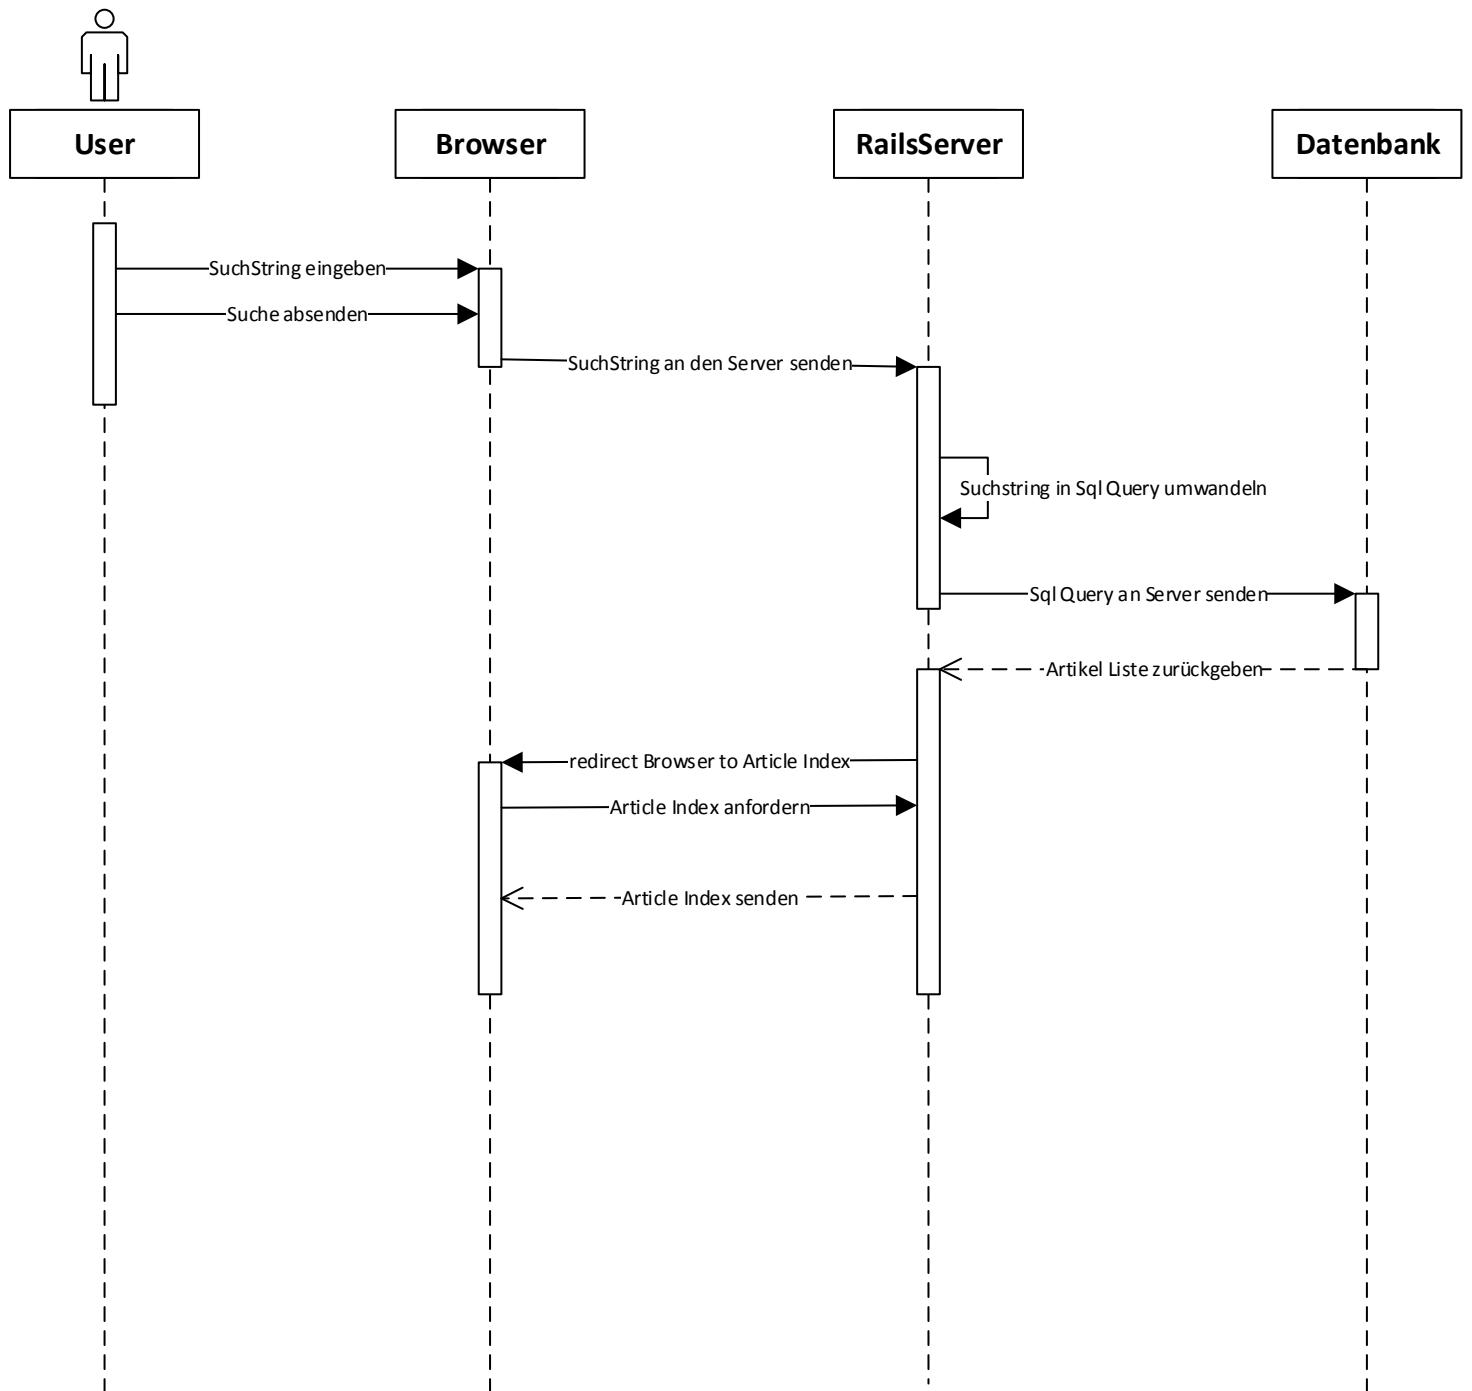 User
Browser
RailsServer
Datenbank
SuchString eingeben
Suche absenden
SuchString an den Server senden
Suchstring in Sql Query umwandeln
Sql Query an Server senden
Artikel Liste zurückgeben
redirect Browser to Article Index
Article Index anfordern
Article Index senden